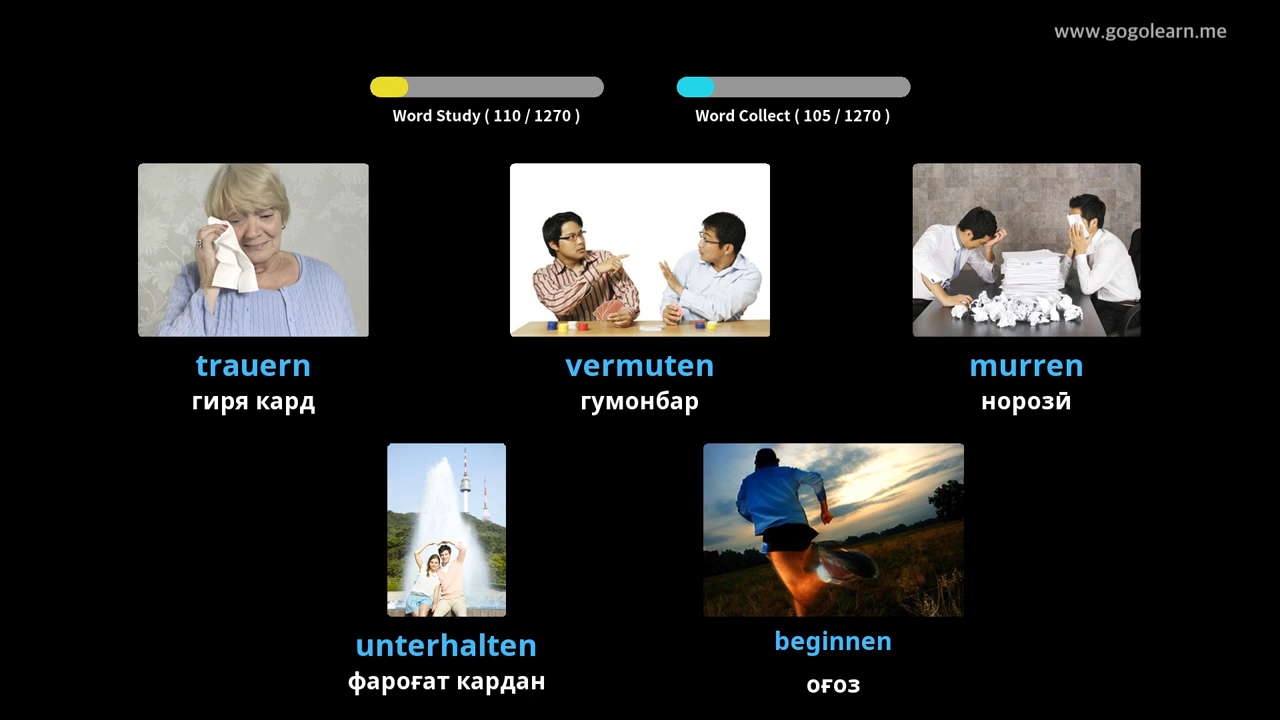 www.gogolearn.me
Word Study ( 110 / 1270 )
Word Collect ( 105 / 1270 )
trauern
гиря кард
vermuten
гумонбар
murren
норозӣ
unterhalten
фароғат кардан
beginnen
оғоз